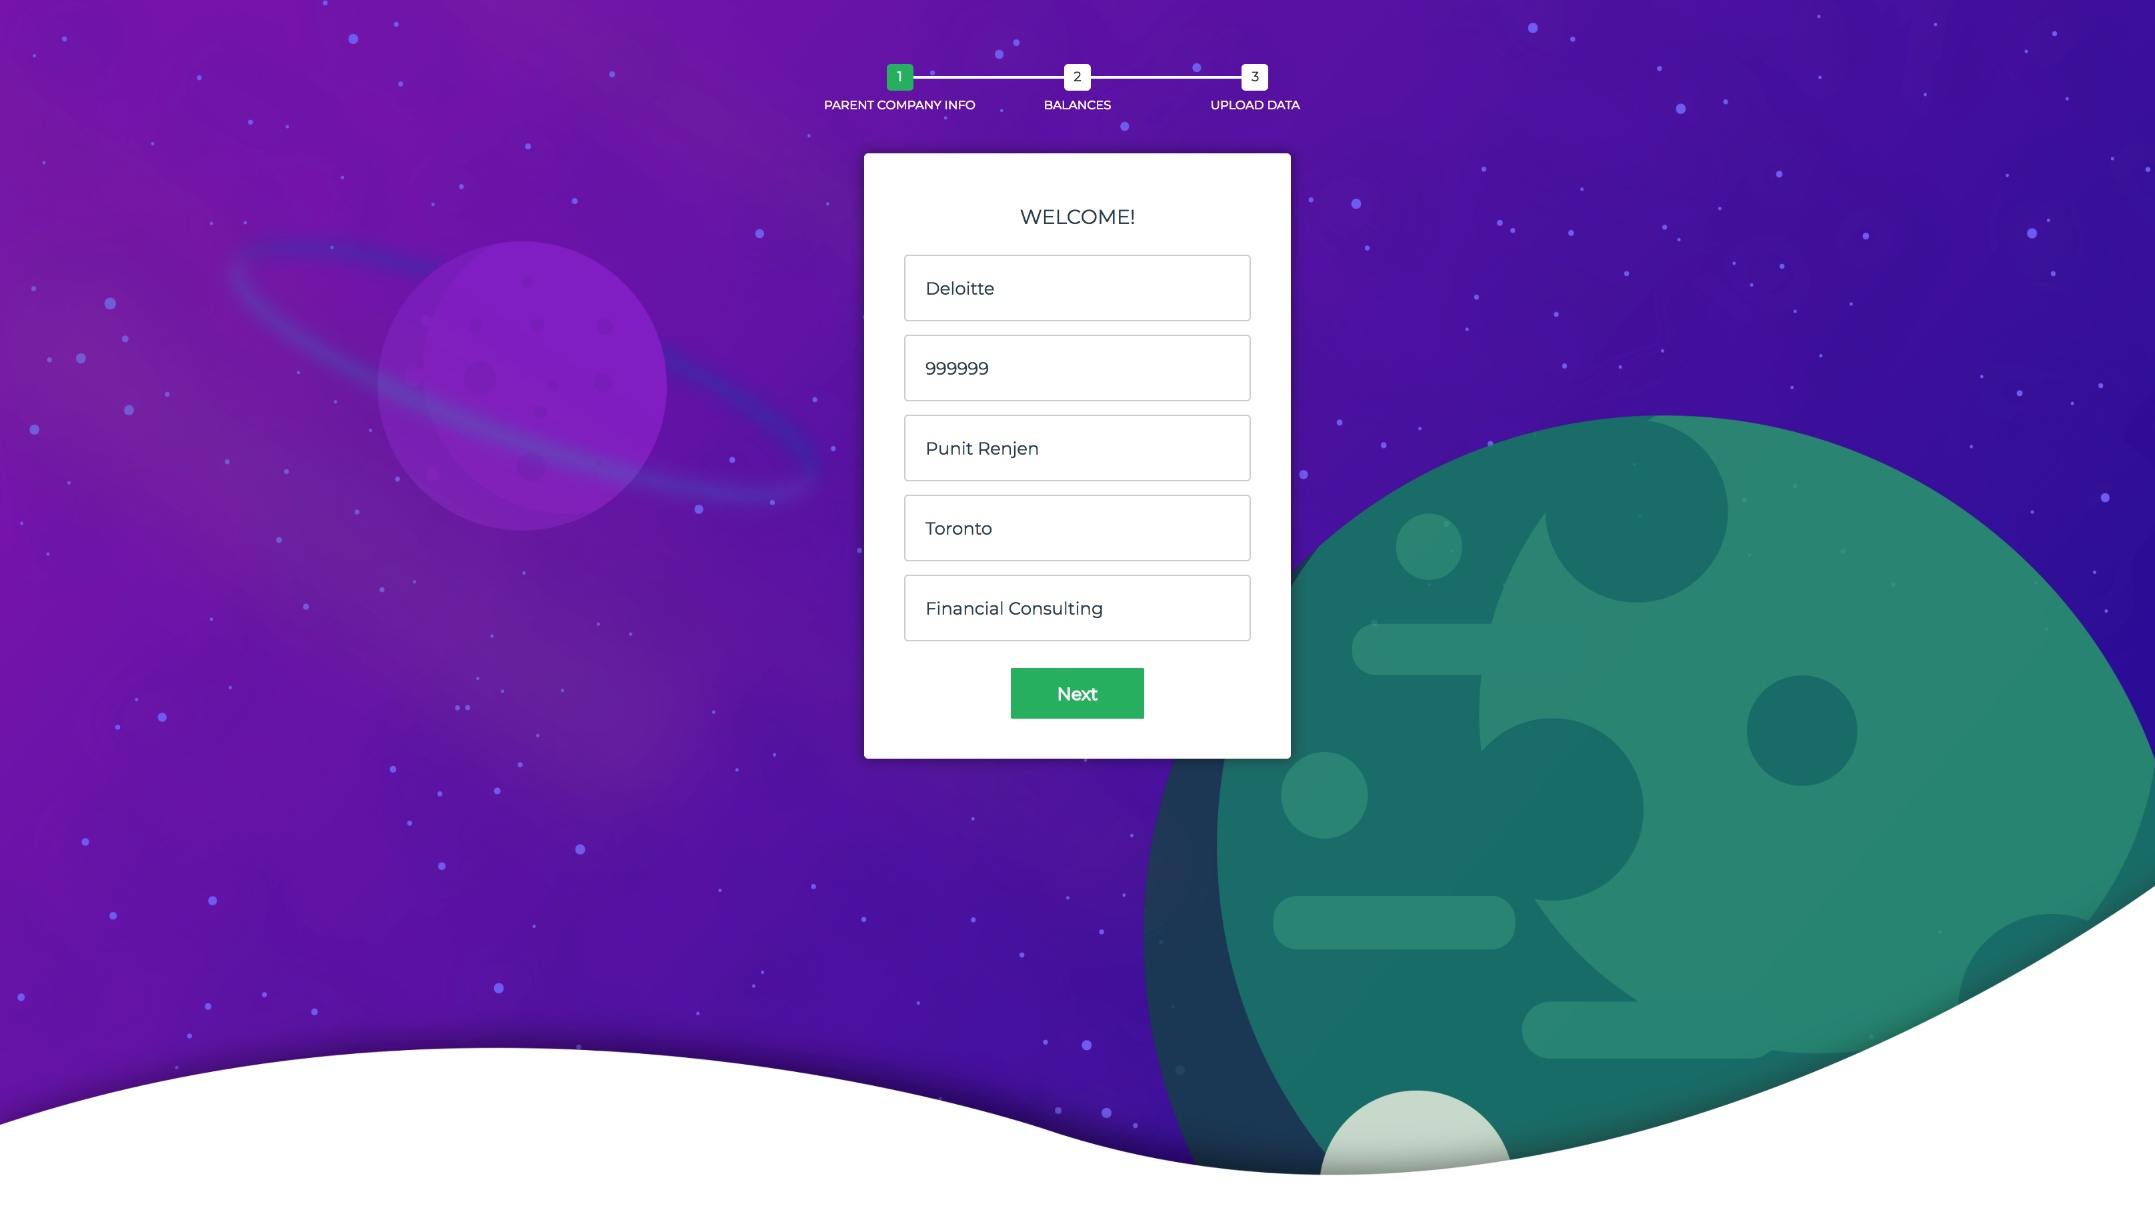 1 2 3
PARENT COMPANY INFO BALANCES UPLOAD DATA
WELCOME!
Deloitte
999999
Punit Renjen
Toronto
Financial Consulting
Next